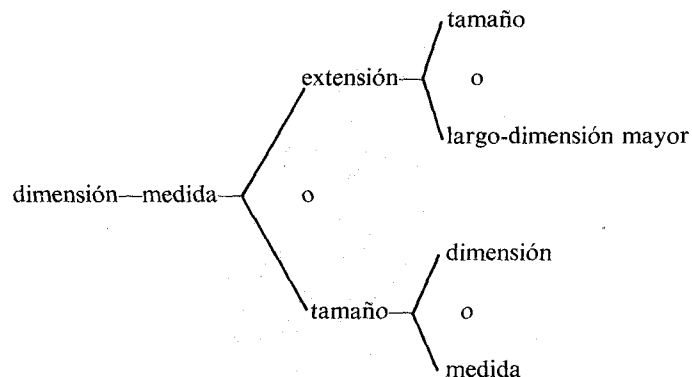 tamaño
extensión o
largo-dimensión mayor
dimensión—medida o
dimensión
tamaño o
medida